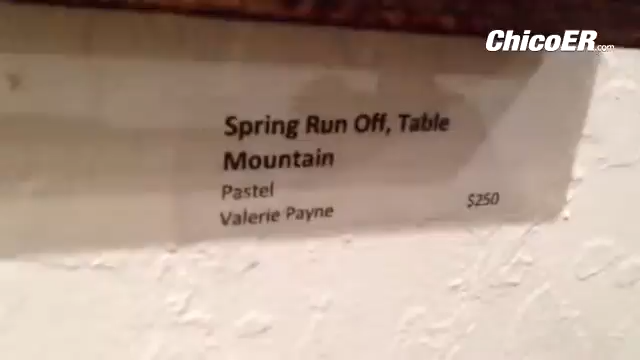 ChicoER.com
Spring Run Off, Table
Mountain
Pastel
Valerie Payne $250